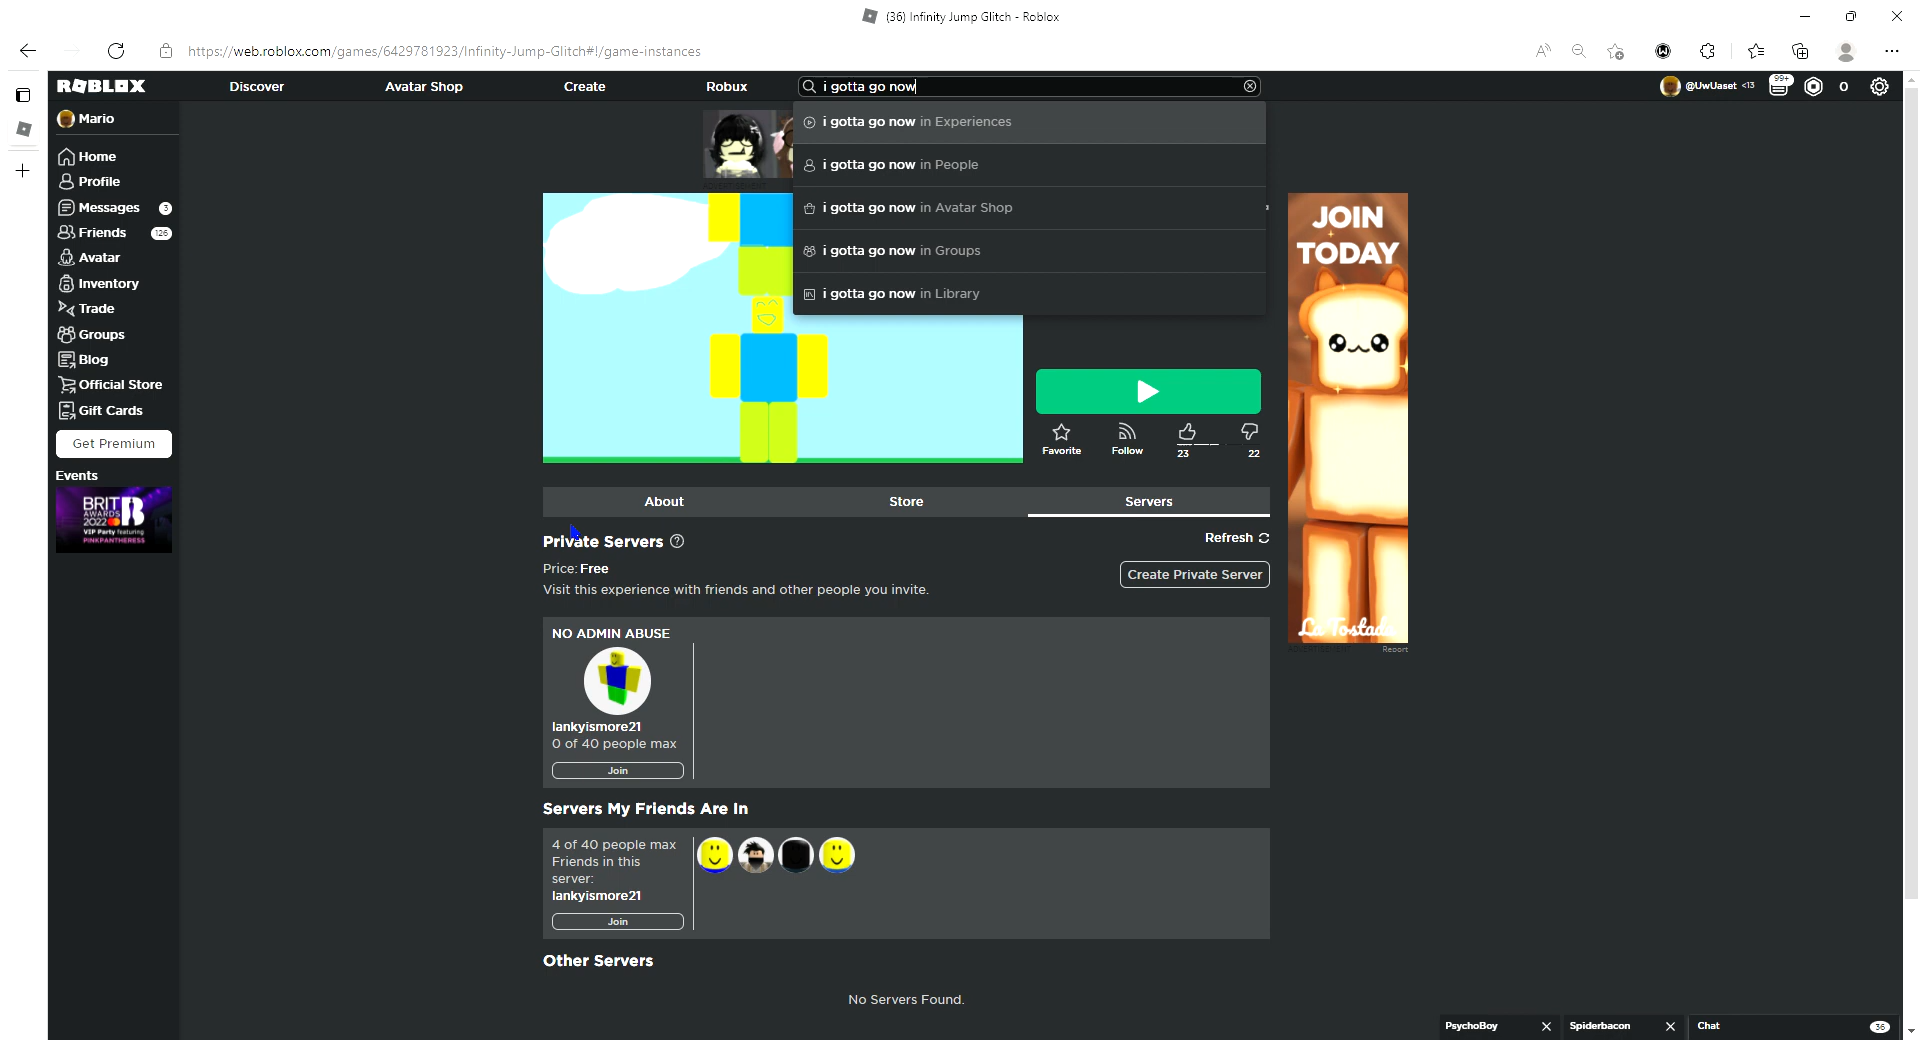 (36) Infinity Jump Glitch - Roblox
https://web.roblox.com/games/6429781923/Infinity-Jump-Glitch#!/game-instances
ROBLOX
Discover
Avatar Shop
Create
Robux
i gotta go now
@UwUaset <13
99+
0
Mario
Home
Profile
Messages 3
Friends 126
Avatar
Inventory
Trade
Groups
Blog
Official Store
Gift Cards
Get Premium
Events
BRIT
AWARDS
2022
VIP Party featuring
PINKPANTHERESS
i gotta go now in Experiences
i gotta go now in People
i gotta go now in Avatar Shop
i gotta go now in Groups
i gotta go now in Library
ADVERTISEMENT
Favorite
Follow
23
22
About
Store
Servers
Private Servers
Refresh
Price: Free
Visit this experience with friends and other people you invite.
Create Private Server
NO ADMIN ABUSE
lankyismore21
0 of 40 people max
Join
Servers My Friends Are In
4 of 40 people max
Friends in this
server:
lankyismore21
Join
Other Servers
No Servers Found.
JOIN
TODAY
La Tostada
ADVERTISEMENT
Report
PsychoBoy
Spiderbacon
Chat
36